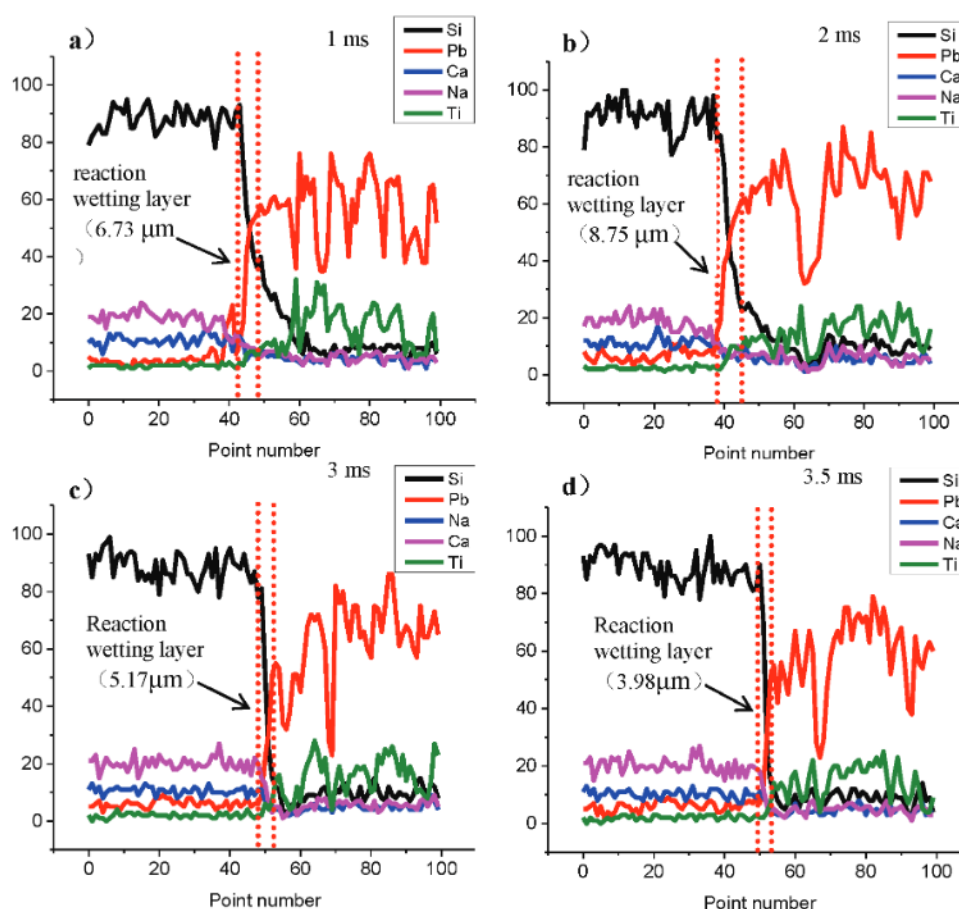 a）
1 ms
Si
Pb
Ca
Na
Ti
reaction
wetting layer
（6.73 μm
）
100
80
60
40
20
0
0 20 40 60 80 100
Point number
b）
2 ms
Si
Pb
Ca
Na
Ti
reaction
wetting layer
（8.75 μm）
100
80
60
40
20
0
0 20 40 60 80 100
Point number
c）
3 ms
Si
Pb
Na
Ca
Ti
Reaction
wetting layer
（5.17μm）
100
80
60
40
20
0
0 20 40 60 80 100
Point number
d）
3.5 ms
Si
Pb
Ca
Na
Ti
Reaction
wetting layer
（3.98μm）
100
80
60
40
20
0
0 20 40 60 80 100
Point number